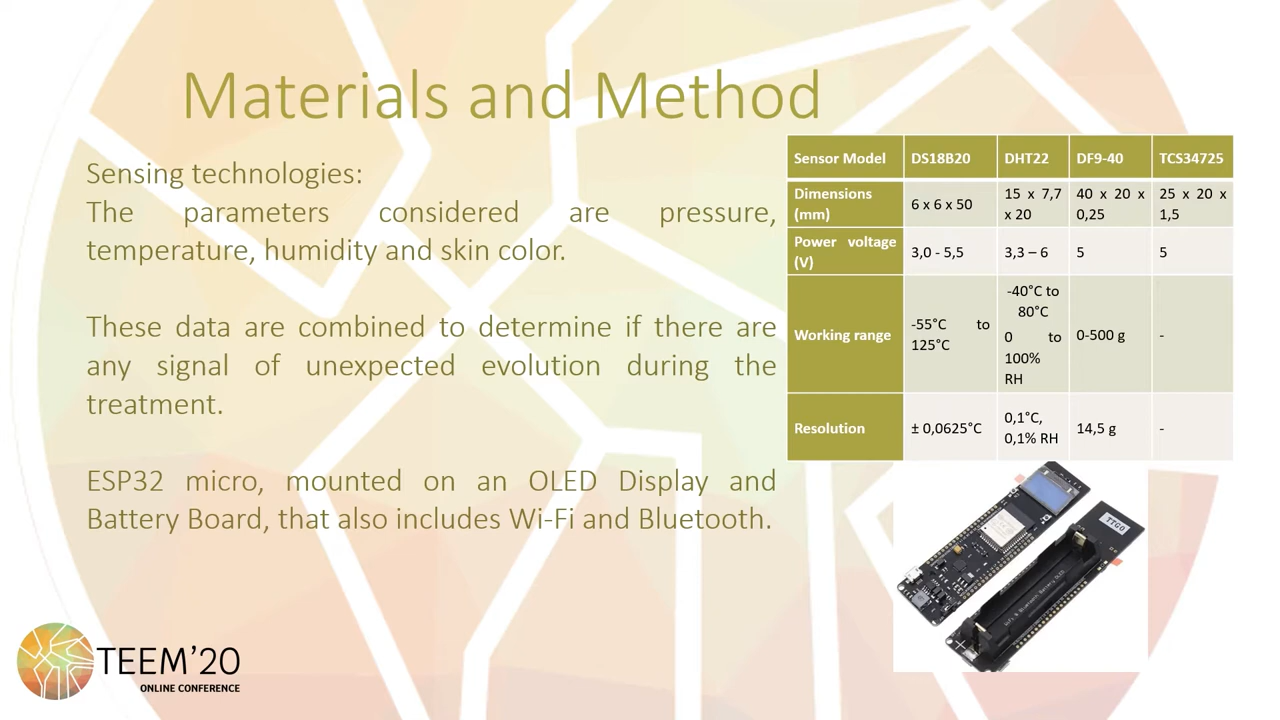 Materials and Method
Sensing technologies:
The parameters considered are pressure,
temperature, humidity and skin color.
These data are combined to determine if there are
any signal of unexpected evolution during the
treatment.
ESP32 micro, mounted on an OLED Display and
Battery Board, that also includes Wi-Fi and Bluetooth.
Sensor Model DS18B20 DHT22 DF9-40 TCS34725
Dimensions (mm) 6 x 6 x 50 15 x 7,7 x 20 40 x 20 x 0,25 25 x 20 x 1,5
Power voltage (V) 3,0 - 5,5 3,3 – 6 5 5
Working range -55°C to 125°C -40°C to 80°C 0 to 100% RH 0-500 g -
Resolution ± 0,0625°C 0,1°C, 0,1% RH 14,5 g -
TTGO
WiFi & Bluetooth Battery OLED
TEEM'20
ONLINE CONFERENCE